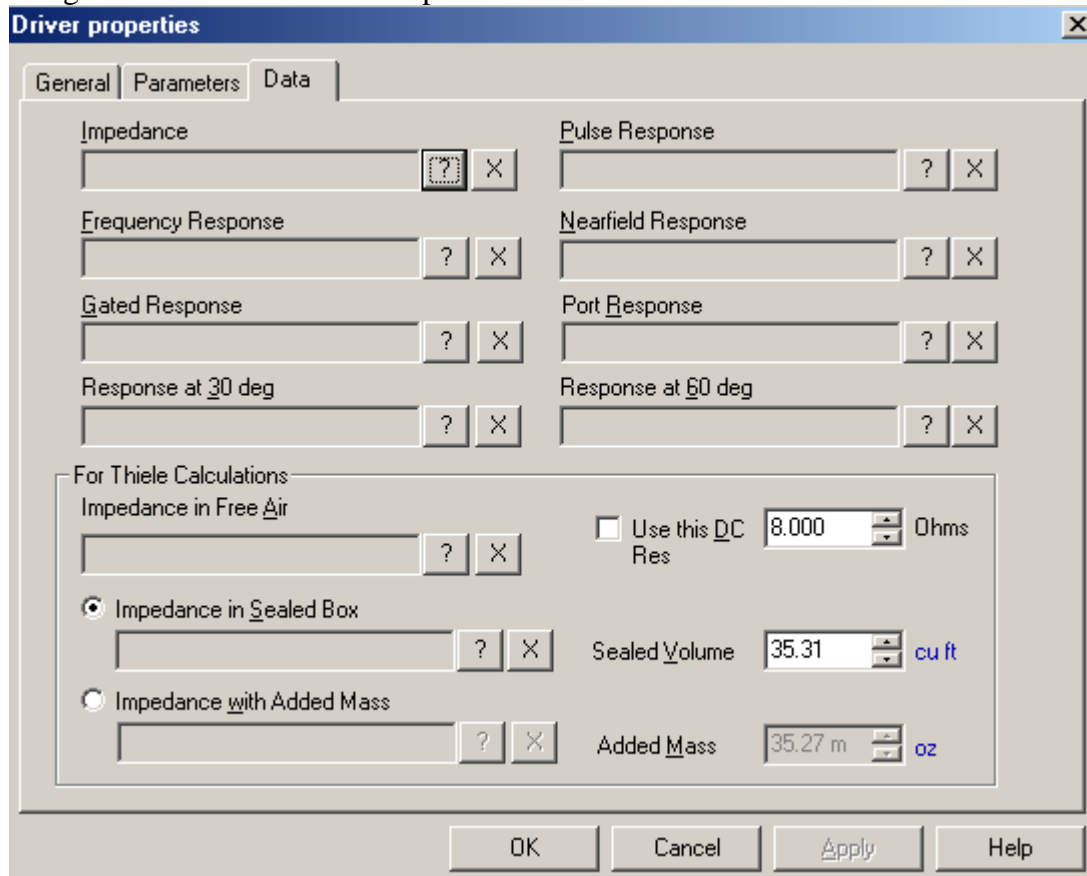 Driver properties X
General Parameters Data
Impedance Pulse Response
? X ? X
Frequency Response Nearfield Response
? X ? X
Gated Response Port Response
? X ? X
Response at 30 deg Response at 60 deg
? X ? X
For Thiele Calculations
Impedance in Free Air
Use this DC Res 8.000 Ohms
? X
Impedance in Sealed Box
? X Sealed Volume 35.31 cu ft
Impedance with Added Mass
? X Added Mass 35.27 m oz
OK Cancel Apply Help